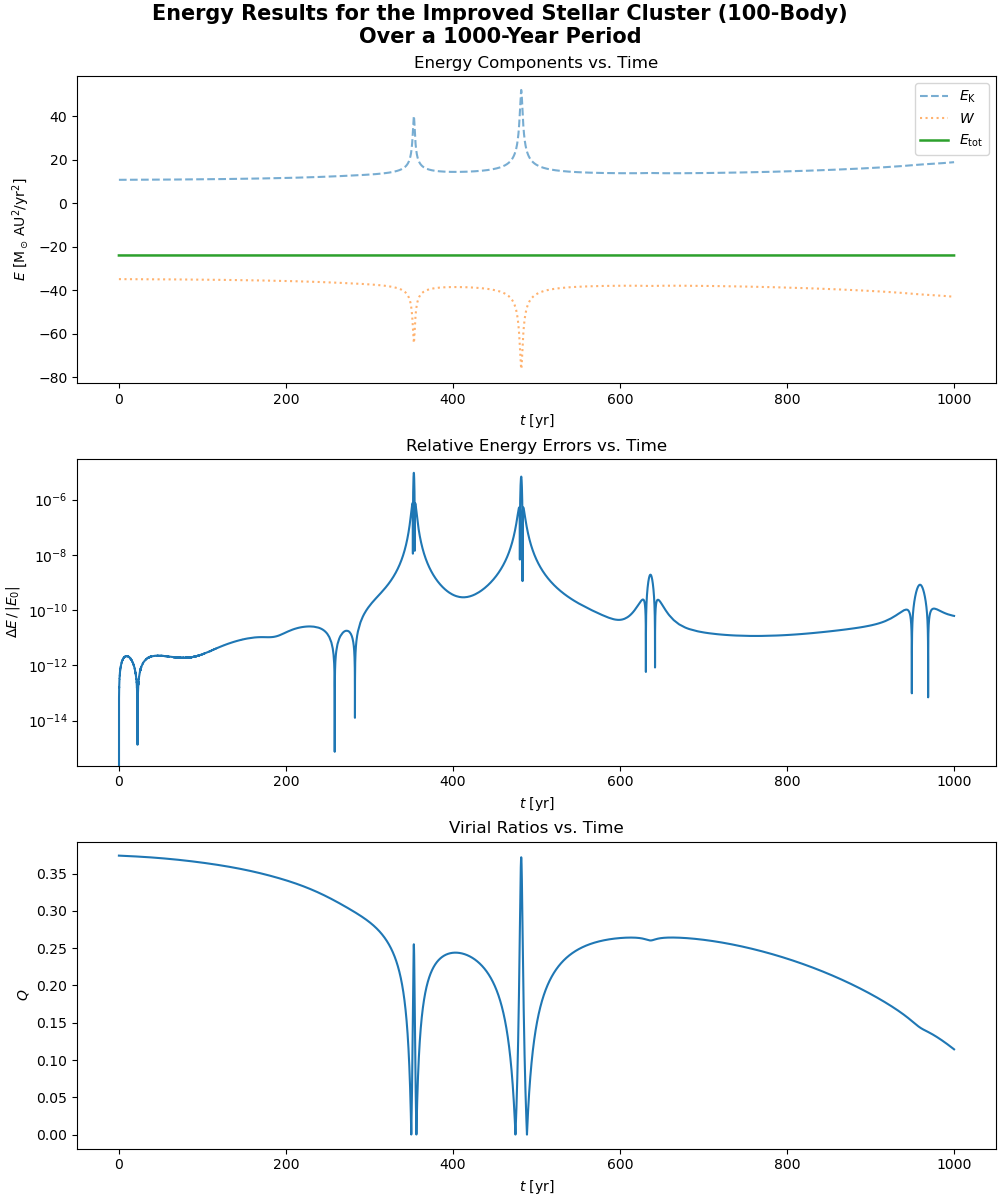 Energy Results for the Improved Stellar Cluster (100-Body)
Over a 1000-Year Period
Energy Components vs. Time
E_K
W
E_tot
40
20
0
−20
−40
−60
−80
E [M_⊙ AU²/yr²]
0 200 400 600 800 1000
t [yr]
Relative Energy Errors vs. Time
10⁻⁶
10⁻⁸
10⁻¹⁰
10⁻¹²
10⁻¹⁴
ΔE / |E₀|
0 200 400 600 800 1000
t [yr]
Virial Ratios vs. Time
0.35
0.30
0.25
0.20
0.15
0.10
0.05
0.00
Q
0 200 400 600 800 1000
t [yr]